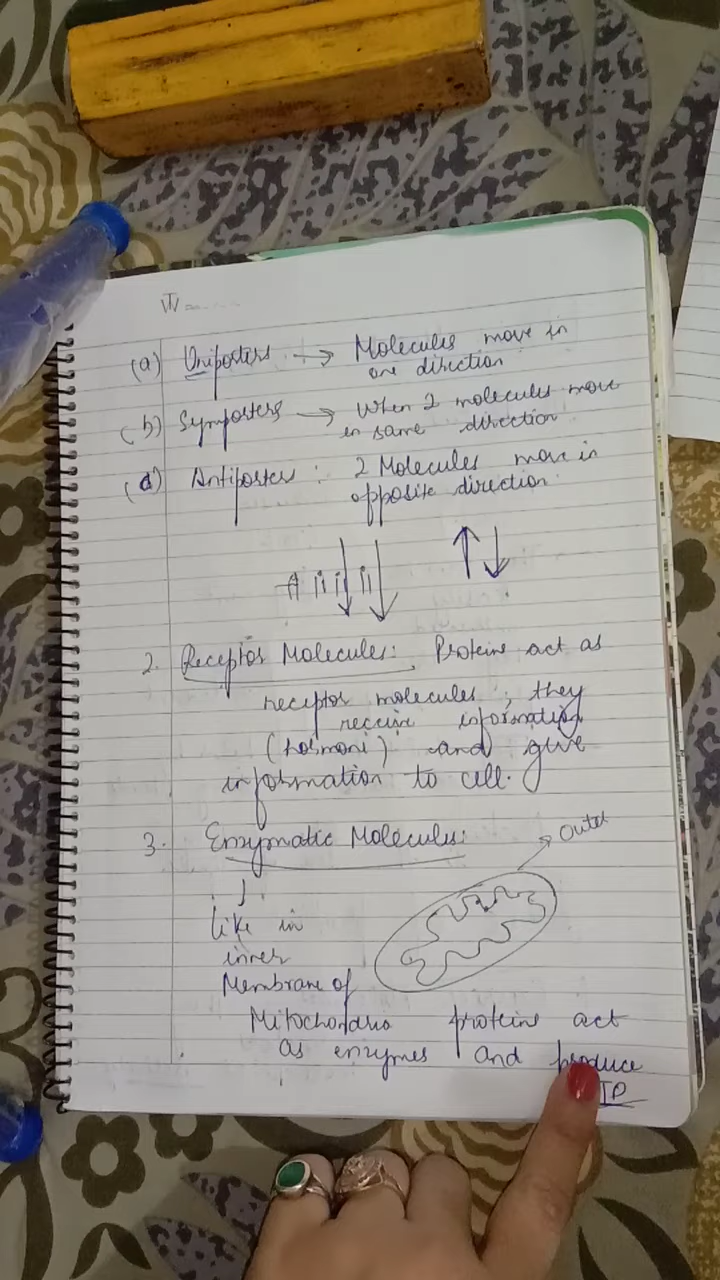 (a) Uniporters → Molecules move in
one direction
(b) Symporters → When 2 molecules move
in same direction
(d) Antiporters : 2 Molecules move in
opposite direction
2. Receptor Molecules: Proteins act as
receptor molecules, they
receive information
(hormone) and give
information to cell.
3. Enzymatic Molecules:
outer
like in
inner
Membrane of
Mitochondria proteins act
as enzymes and produce